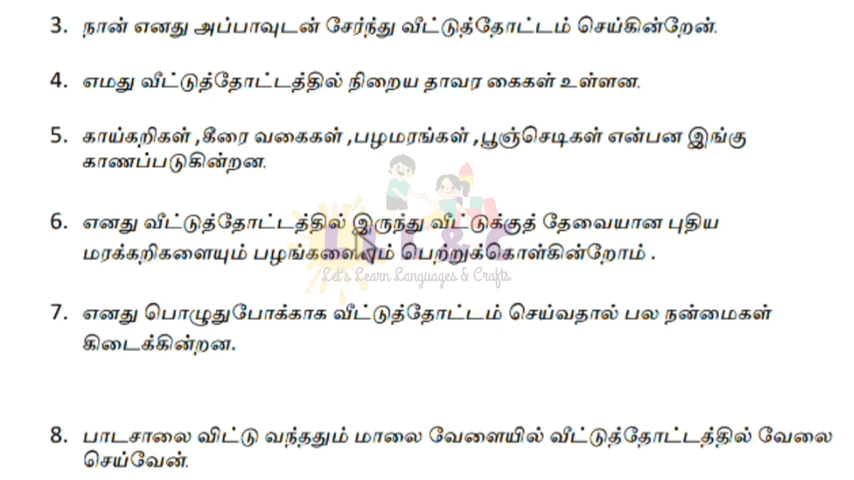 3. நான் எனது அப்பாவுடன் சேர்ந்து வீட்டுத்தோட்டம் செய்கின்றேன்.
4. எமது வீட்டுத்தோட்டத்தில் நிறைய தாவர கைகள் உள்ளன.
5. காய்கறிகள் ,கீரை வகைகள் ,பழமரங்கள் ,பூஞ்செடிகள் என்பன இங்கு
காணப்படுகின்றன.
6. எனது வீட்டுத்தோட்டத்தில் இருந்து வீட்டுக்குத் தேவையான புதிய
மரக்கறிகளையும் பழங்களையும் பெற்றுக்கொள்கின்றோம் .
Let's Learn Languages & Crafts
7. எனது பொழுதுபோக்காக வீட்டுத்தோட்டம் செய்வதால் பல நன்மைகள்
கிடைக்கின்றன.
8. பாடசாலை விட்டு வந்ததும் மாலை வேளையில் வீட்டுத்தோட்டத்தில் வேலை
செய்வேன்.